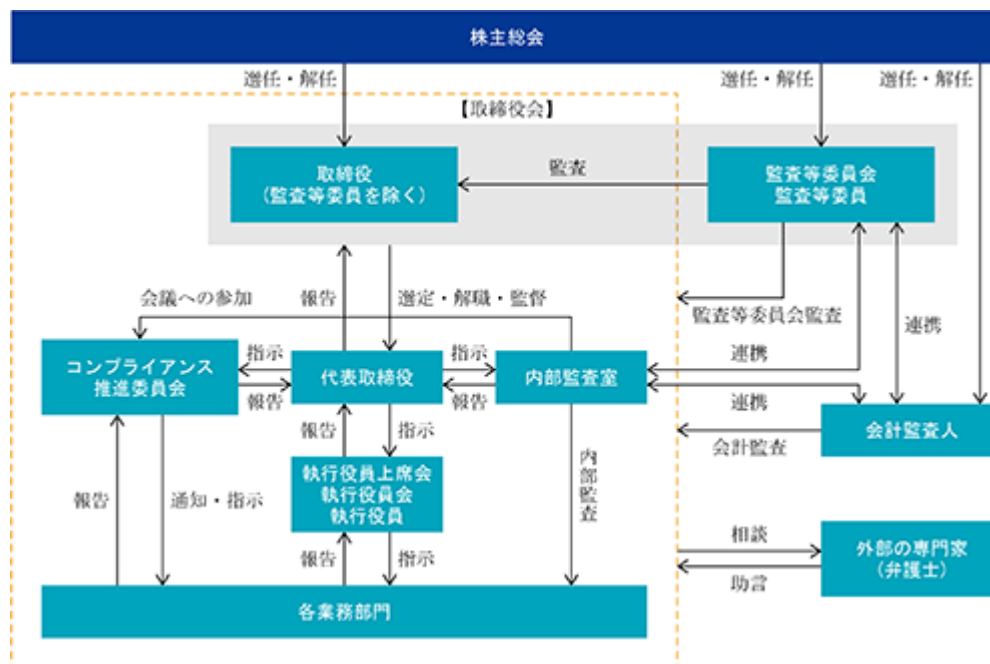 株主総会
選任・解任
選任・解任
選任・解任
【取締役会】
取締役
(監査等委員を除く)
監査
監査等委員会
監査等委員
会議への参加
報告
選定・解職・監督
監査等委員会監査
連携
コンプライアンス
推進委員会
指示
報告
代表取締役
指示
報告
内部監査室
連携
連携
会計監査
会計監査人
報告
指示
執行役員上席会
執行役員会
執行役員
内部監査
報告
通知・指示
報告
指示
相談
助言
外部の専門家
(弁護士)
各業務部門